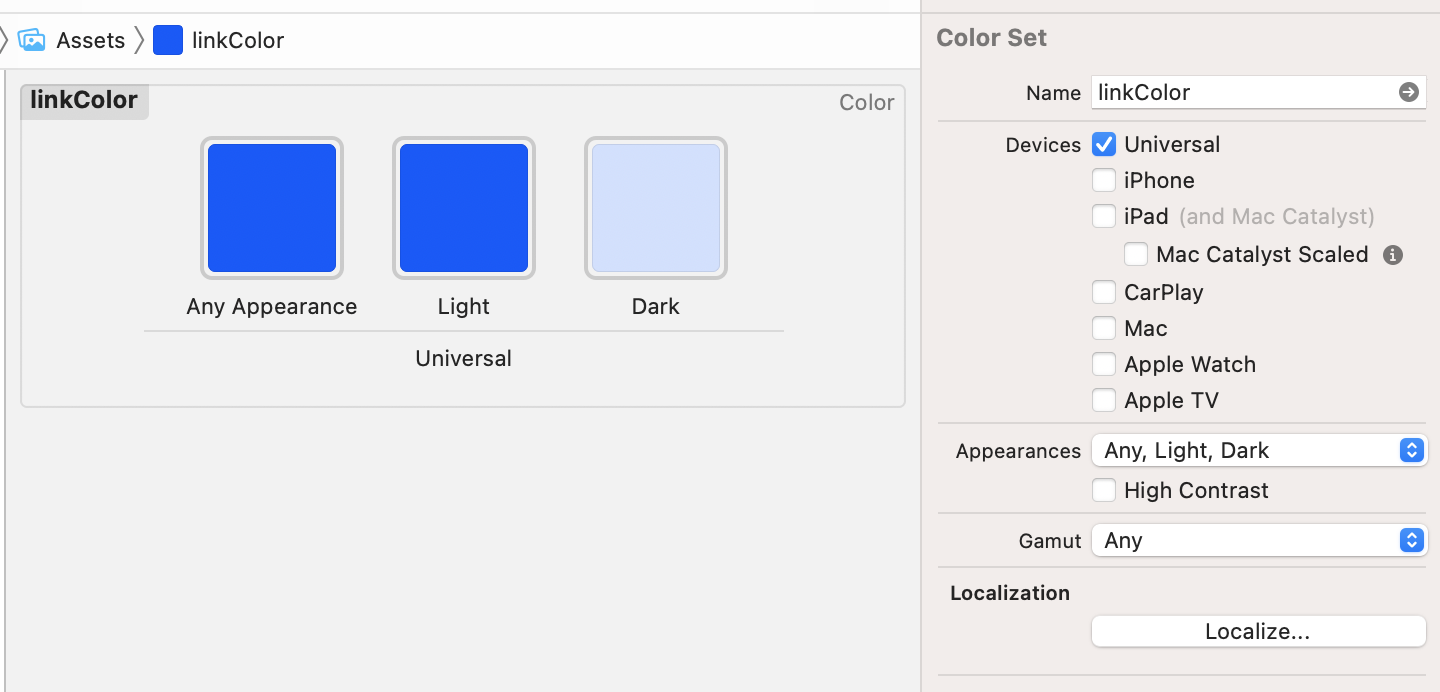 Assets
linkColor
linkColor
Color
Any Appearance
Light
Dark
Universal
Color Set
Name linkColor
Devices Universal
iPhone
iPad (and Mac Catalyst)
Mac Catalyst Scaled
CarPlay
Mac
Apple Watch
Apple TV
Appearances Any, Light, Dark
High Contrast
Gamut Any
Localization
Localize...